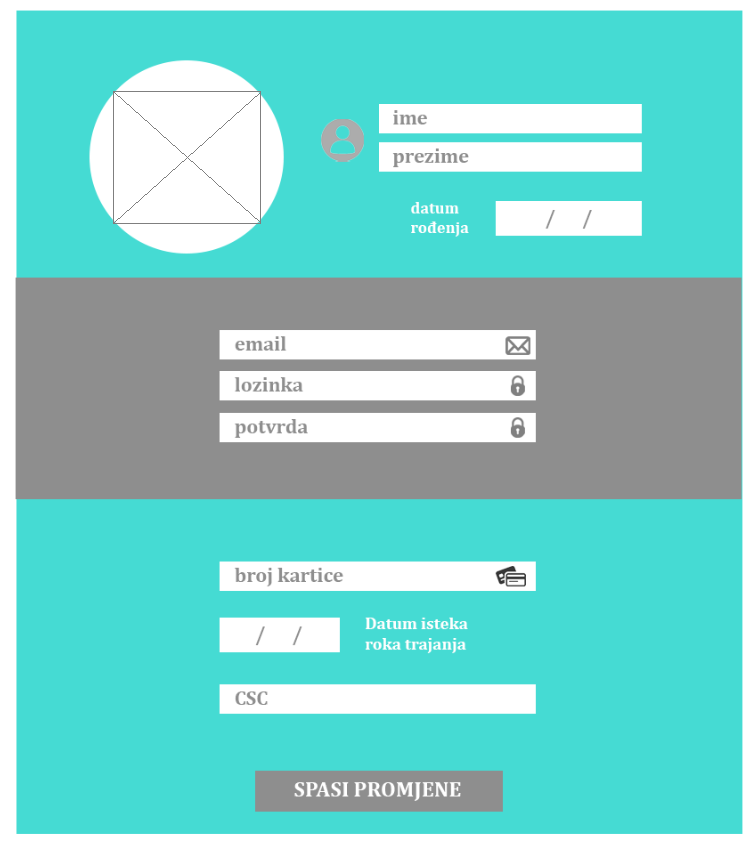 ime
prezime
datum
rođenja
/ /
email
lozinka
potvrda
broj kartice
/ /
Datum isteka
roka trajanja
CSC
SPASI PROMJENE